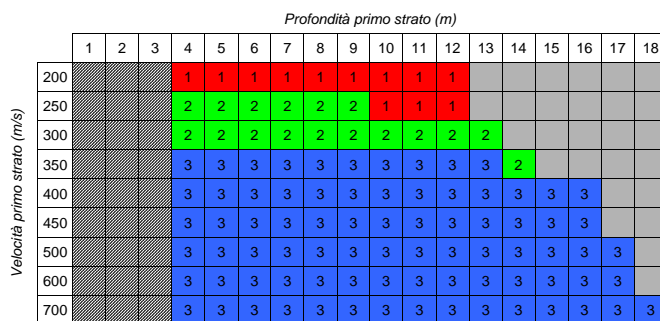 Profondità primo strato (m)
1 2 3 4 5 6 7 8 9 10 11 12 13 14 15 16 17 18
Velocità primo strato (m/s)
200 1 1 1 1 1 1 1 1 1
250 2 2 2 2 2 2 1 1 1
300 2 2 2 2 2 2 2 2 2 2
350 3 3 3 3 3 3 3 3 3 3 2
400 3 3 3 3 3 3 3 3 3 3 3 3 3
450 3 3 3 3 3 3 3 3 3 3 3 3 3
500 3 3 3 3 3 3 3 3 3 3 3 3 3 3
600 3 3 3 3 3 3 3 3 3 3 3 3 3 3
700 3 3 3 3 3 3 3 3 3 3 3 3 3 3 3